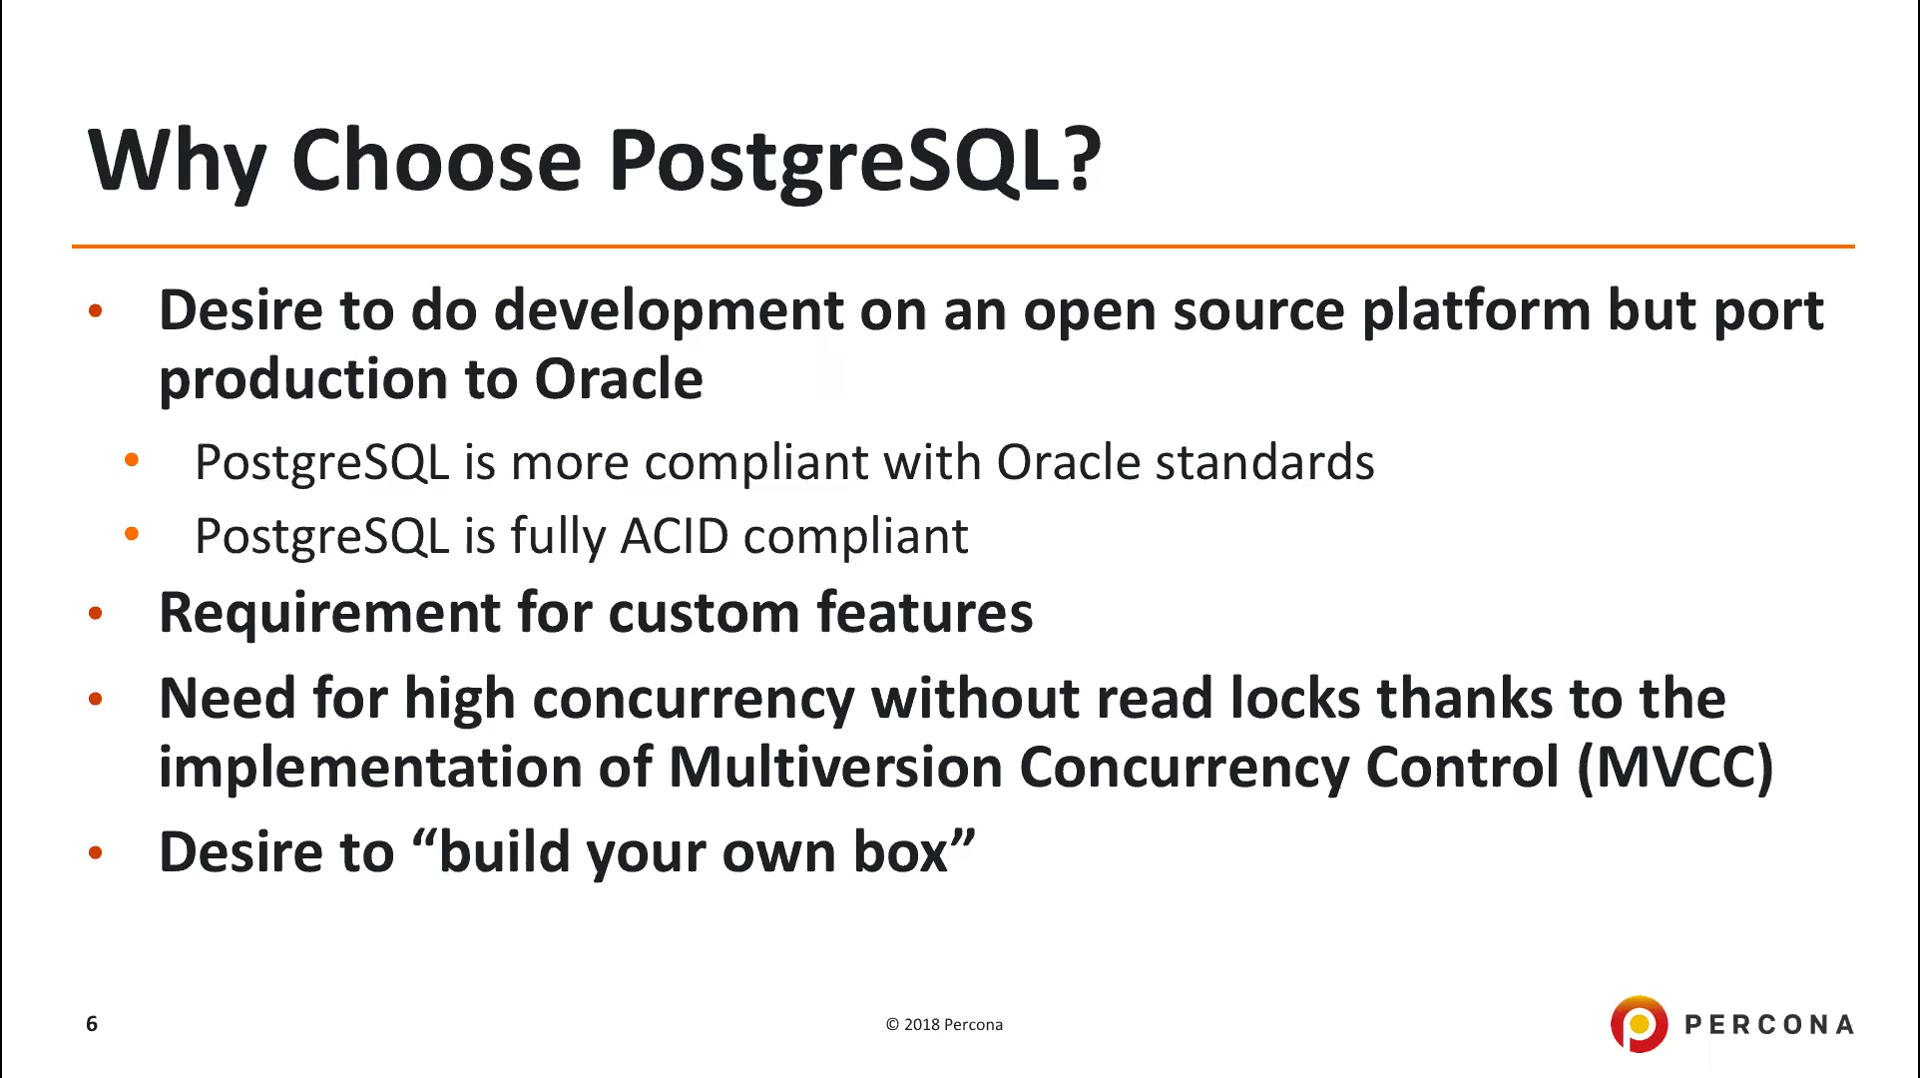 Why Choose PostgreSQL?
• Desire to do development on an open source platform but port
production to Oracle
• PostgreSQL is more compliant with Oracle standards
• PostgreSQL is fully ACID compliant
• Requirement for custom features
• Need for high concurrency without read locks thanks to the
implementation of Multiversion Concurrency Control (MVCC)
• Desire to “build your own box”
6
© 2018 Percona
PERCONA